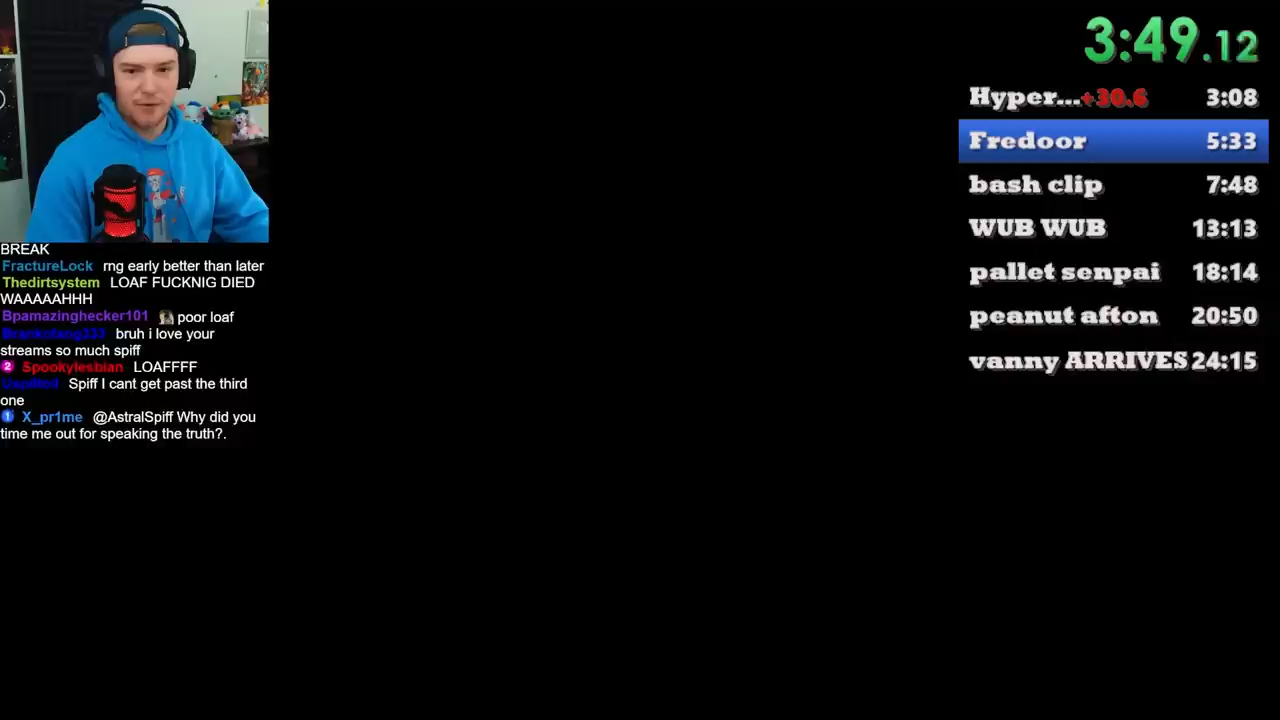 BREAK
FractureLock rng early better than later
Thedirtsystem LOAF FUCKNIG DIED
WAAAAAHHH
Bpamazinghecker101 poor loaf
bruh i love your
streams so much spiff
2 Spookylesbian LOAFFFF
Spiff I cant get past the third
one
1 X_pr1me @AstralSpiff Why did you
time me out for speaking the truth?.
3:49.12
Hyper...+30.6 3:08
Fredoor 5:33
bash clip 7:48
WUB WUB 13:13
pallet senpai 18:14
peanut afton 20:50
vanny ARRIVES 24:15